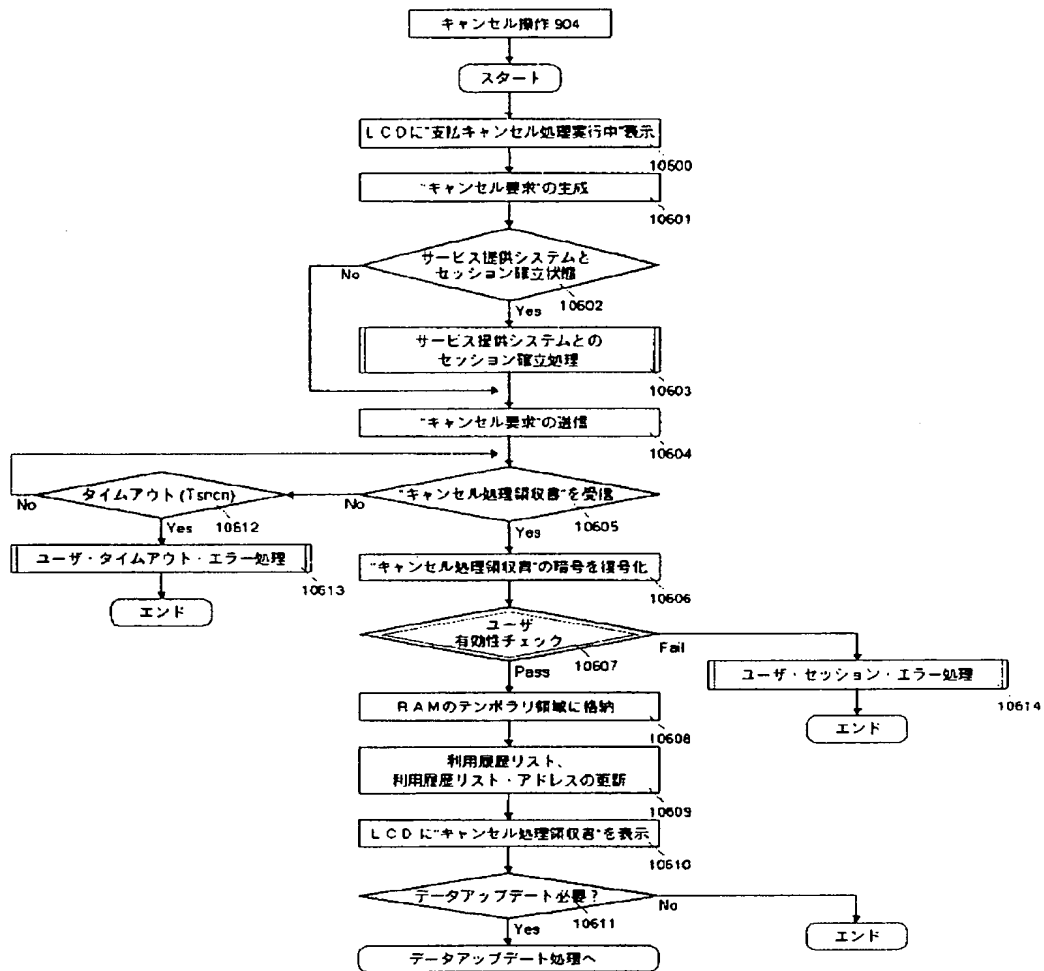 キャンセル操作 904
スタート
LCDに"支払キャンセル処理実行中"表示
10600
"キャンセル要求"の生成
10601
サービス提供システムと
セッション確立状態
No
10602
Yes
サービス提供システムとの
セッション確立処理
10603
"キャンセル要求"の送信
10604
タイムアウト(Tsrcn)
No
10612
"キャンセル処理領収書"を受信
No
10605
Yes
Yes
ユーザ・タイムアウト・エラー処理
10613
エンド
"キャンセル処理領収書"の暗号を復号化
10606
ユーザ
有効性チェック
10607
Fail
Pass
ユーザ・セッション・エラー処理
10614
エンド
RAMのテンポラリ領域に格納
10608
利用履歴リスト、
利用履歴リスト・アドレスの更新
10609
LCDに"キャンセル処理領収書"を表示
10610
データアップデート必要?
10611
No
Yes
エンド
データアップデート処理へ